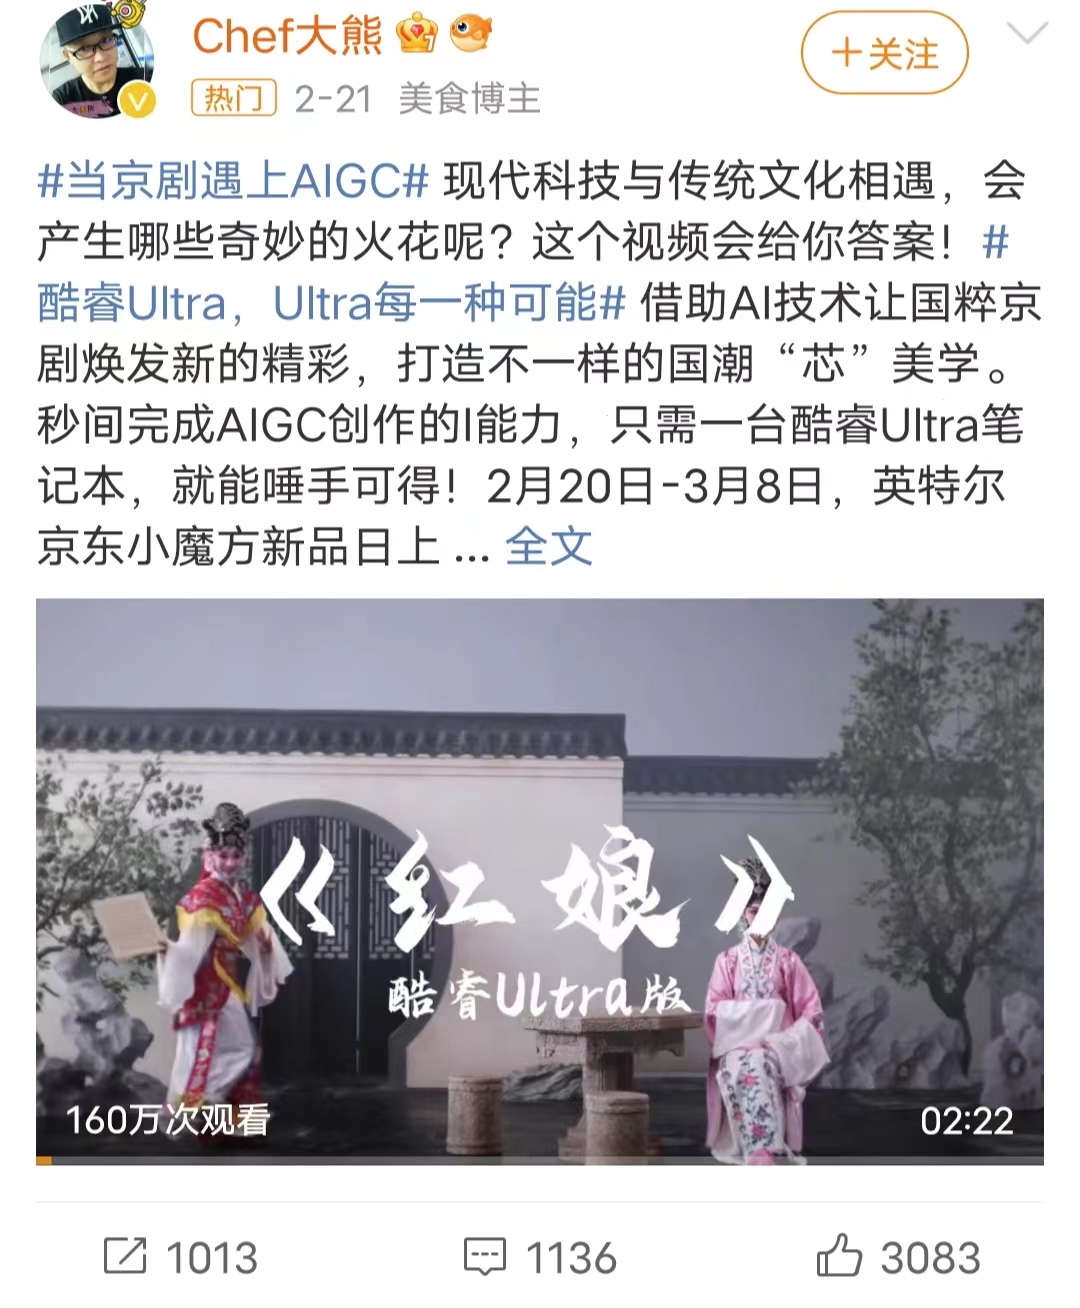 Chef大熊
+关注
热门 2-21 美食博主
#当京剧遇上AIGC# 现代科技与传统文化相遇，会
产生哪些奇妙的火花呢？这个视频会给你答案！#
酷睿Ultra，Ultra每一种可能# 借助AI技术让国粹京
剧焕发新的精彩，打造不一样的国潮“芯”美学。
秒间完成AIGC创作的I能力，只需一台酷睿Ultra笔
记本，就能唾手可得！2月20日-3月8日，英特尔
京东小魔方新品日上 ... 全文
《红娘》
酷睿Ultra版
160万次观看
02:22
1013
1136
3083